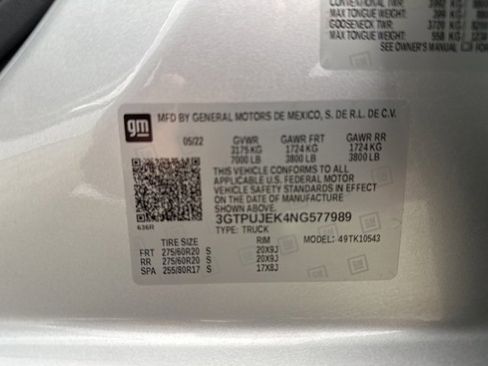 CONVENTIONAL TWR:
MAX TONGUE WEIGHT:
GOOSENECK TWR:
MAX TONGUE WEIGHT:
SEE OWNER'S MANUAL
gm
MFD BY GENERAL MOTORS DE MEXICO, S. DE R.L. DE C.V.
05/22 GVWR GAWR FRT GAWR RR
3175 KG 1724 KG 1724 KG
7000 LB 3800 LB 3800 LB
THIS VEHICLE CONFORMS TO ALL
APPLICABLE U.S. FEDERAL MOTOR
VEHICLE SAFETY STANDARDS IN EFFECT ON
THE DATE OF MANUFACTURE
SHOWN ABOVE.
3GTPUJEK4NG577989
636R TYPE: TRUCK
TIRE SIZE RIM MODEL: 49TK10543
FRT 275/60R20 S 20X9J
RR 275/60R20 S 20X9J
SPA 255/80R17 S 17X8J